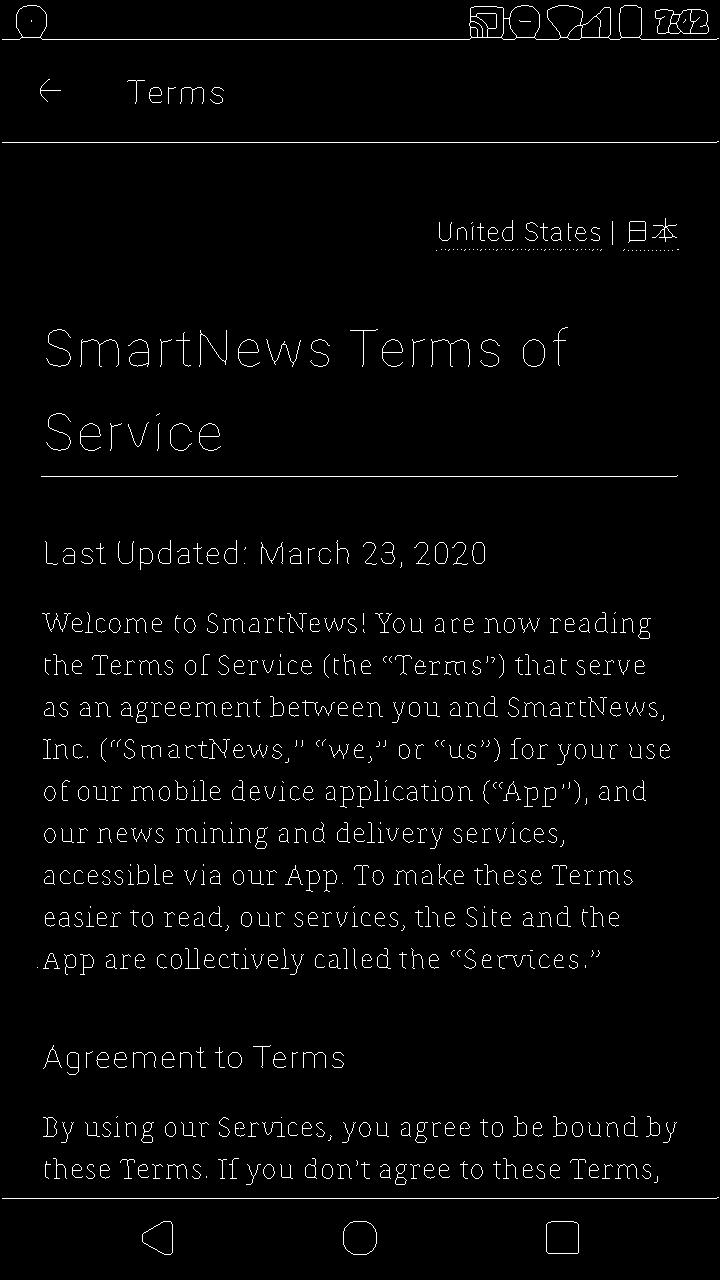 7:42
Terms
United States | 日本
SmartNews Terms of
Service
Last Updated: March 23, 2020
Welcome to SmartNews! You are now reading
the Terms of Service (the “Terms”) that serve
as an agreement between you and SmartNews,
Inc. (“SmartNews,” “we,” or “us”) for your use
of our mobile device application (“App”), and
our news mining and delivery services,
accessible via our App. To make these Terms
easier to read, our services, the Site and the
App are collectively called the “Services.”
Agreement to Terms
By using our Services, you agree to be bound by
these Terms. If you don’t agree to these Terms,